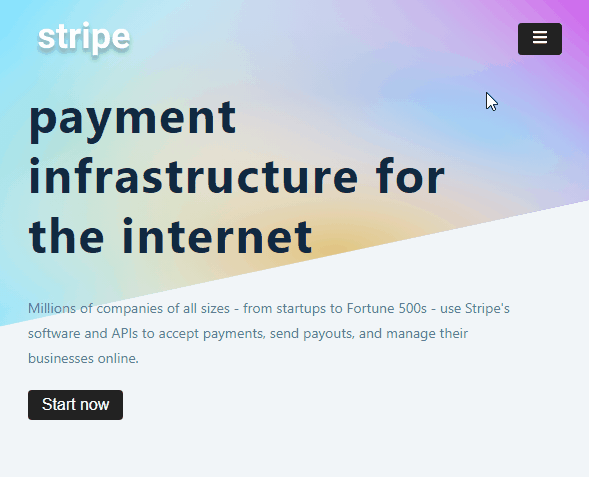 stripe
payment
infrastructure for
the internet
Millions of companies of all sizes - from startups to Fortune 500s - use Stripe's
software and APIs to accept payments, send payouts, and manage their
businesses online.
Start now